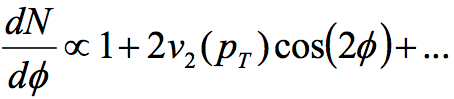 dN/dϕ ∝ 1 + 2v₂(p_T)cos(2ϕ)+...